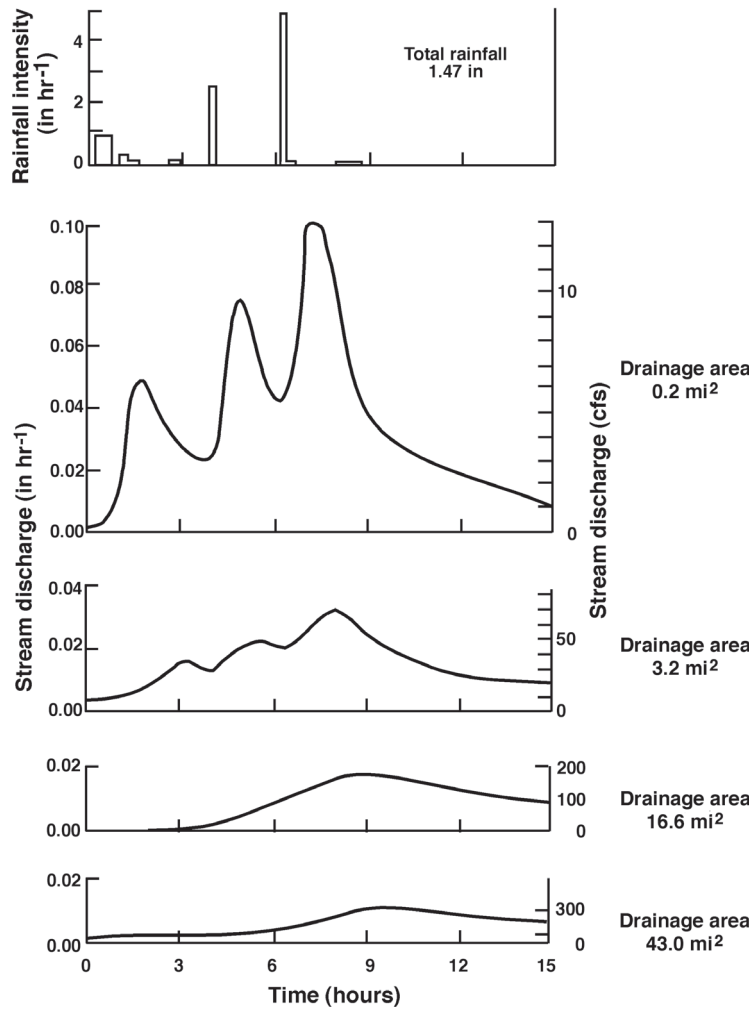 Rainfall intensity
(in hr-1)
4
2
0
Total rainfall
1.47 in
Stream discharge (in hr-1)
0.10
0.08
0.06
0.04
0.02
0.00
10
0
Stream discharge (cfs)
Drainage area
0.2 mi2
0.04
0.02
0.00
50
0
Drainage area
3.2 mi2
0.02
0.00
200
100
0
Drainage area
16.6 mi2
0.02
0.00
300
0
Drainage area
43.0 mi2
0 3 6 9 12 15
Time (hours)